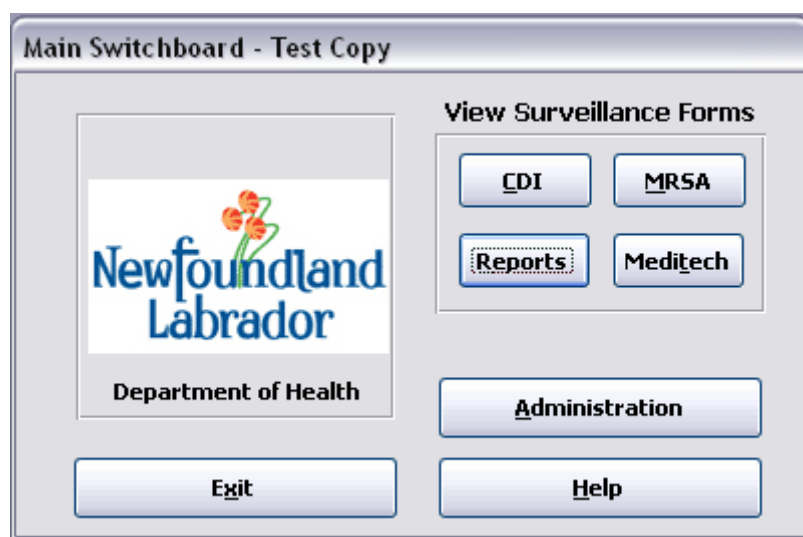 Main Switchboard - Test Copy
View Surveillance Forms
CDI MRSA
Reports Meditech
Newfoundland
Labrador
Department of Health
Administration
Exit
Help